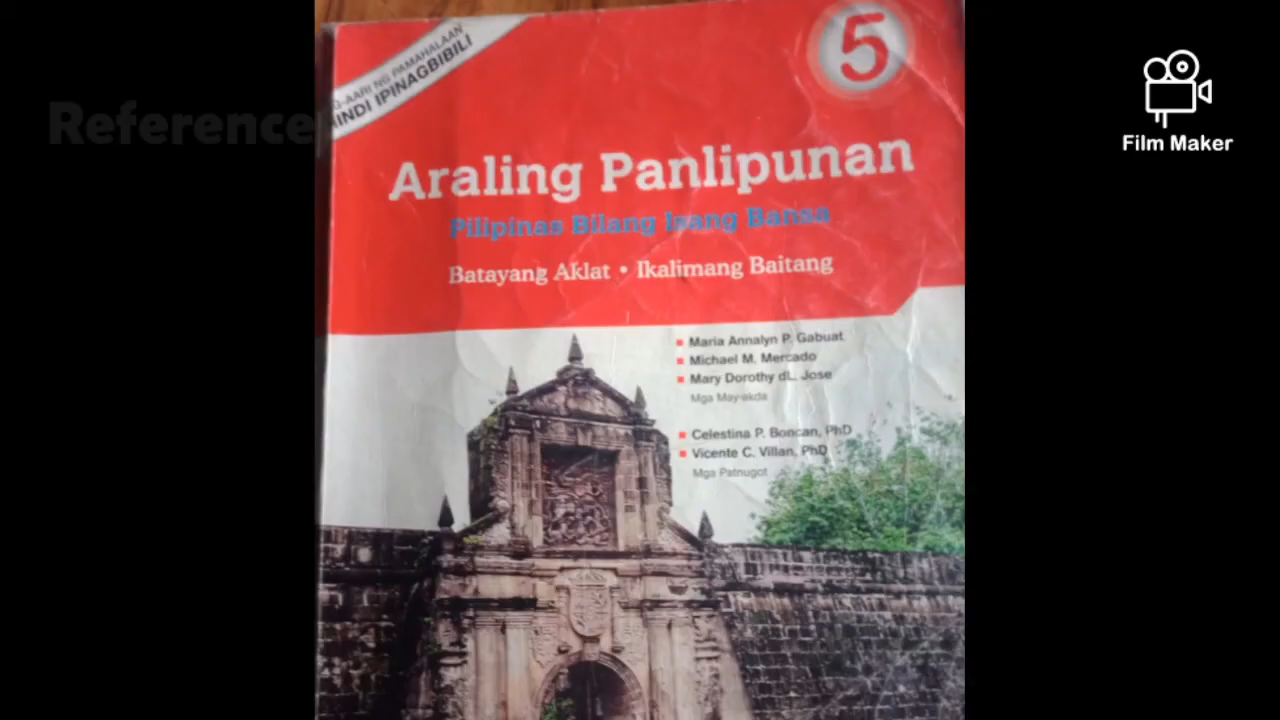 G-AARI NG PAMAHALAAN
HINDI IPINAGBIBILI
5
Reference
Film Maker
Araling Panlipunan
Pilipinas Bilang Isang Bansa
Batayang Aklat • Ikalimang Baitang
Maria Annalyn P. Gabuat
Michael M. Mercado
Mary Dorothy dL. Jose
Mga May-akda
Celestina P. Boncan, PhD
Vicente C. Villan, PhD
Mga Patnugot